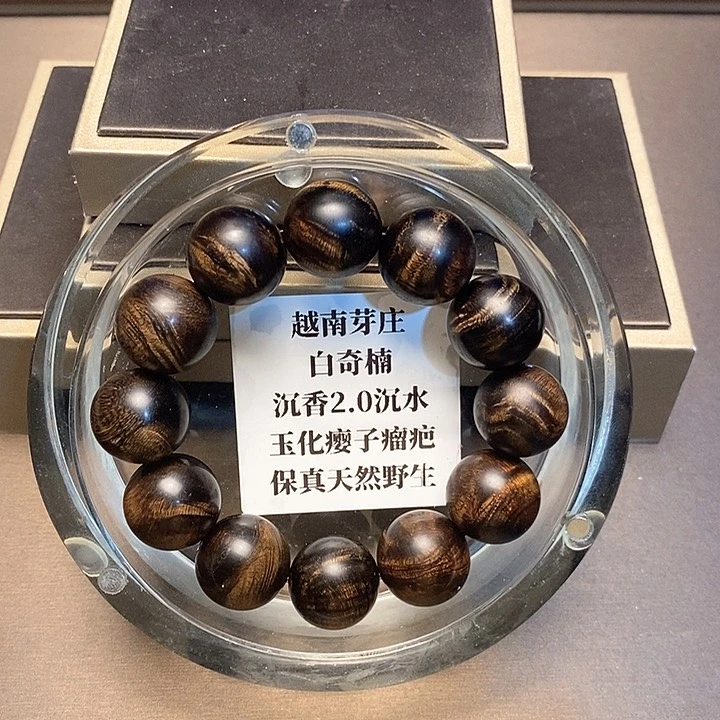 越南芽庄
白奇楠
沉香2.0沉水
玉化瘿子瘤疤
保真天然野生